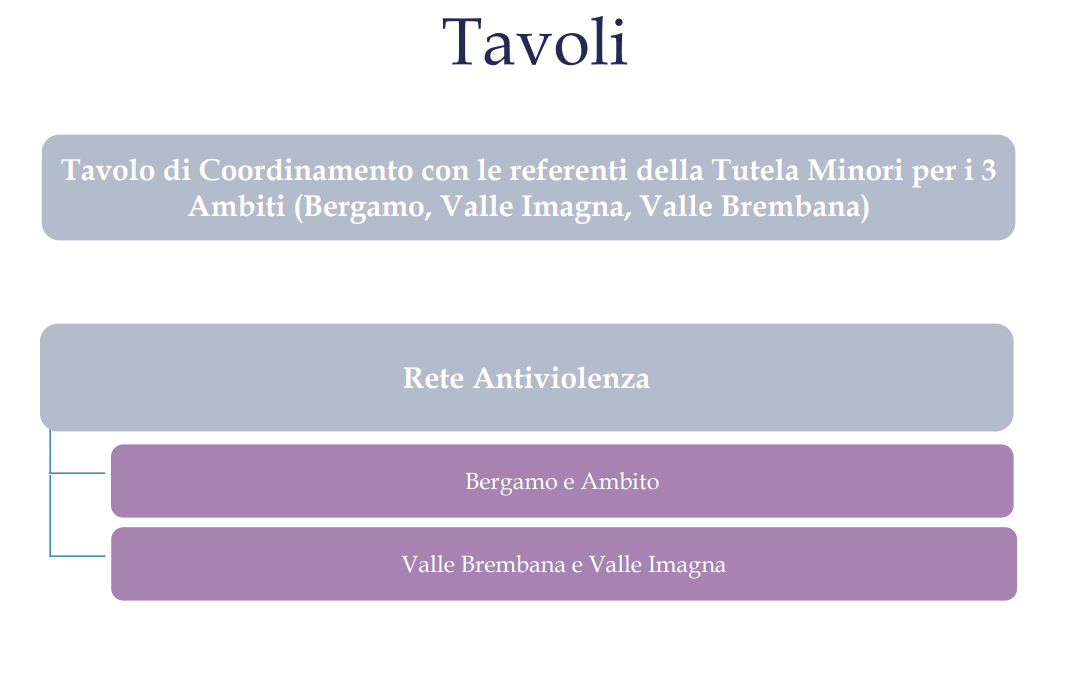 Tavoli
Tavolo di Coordinamento con le referenti della Tutela Minori per i 3
Ambiti (Bergamo, Valle Imagna, Valle Brembana)
Rete Antiviolenza
Bergamo e Ambito
Valle Brembana e Valle Imagna